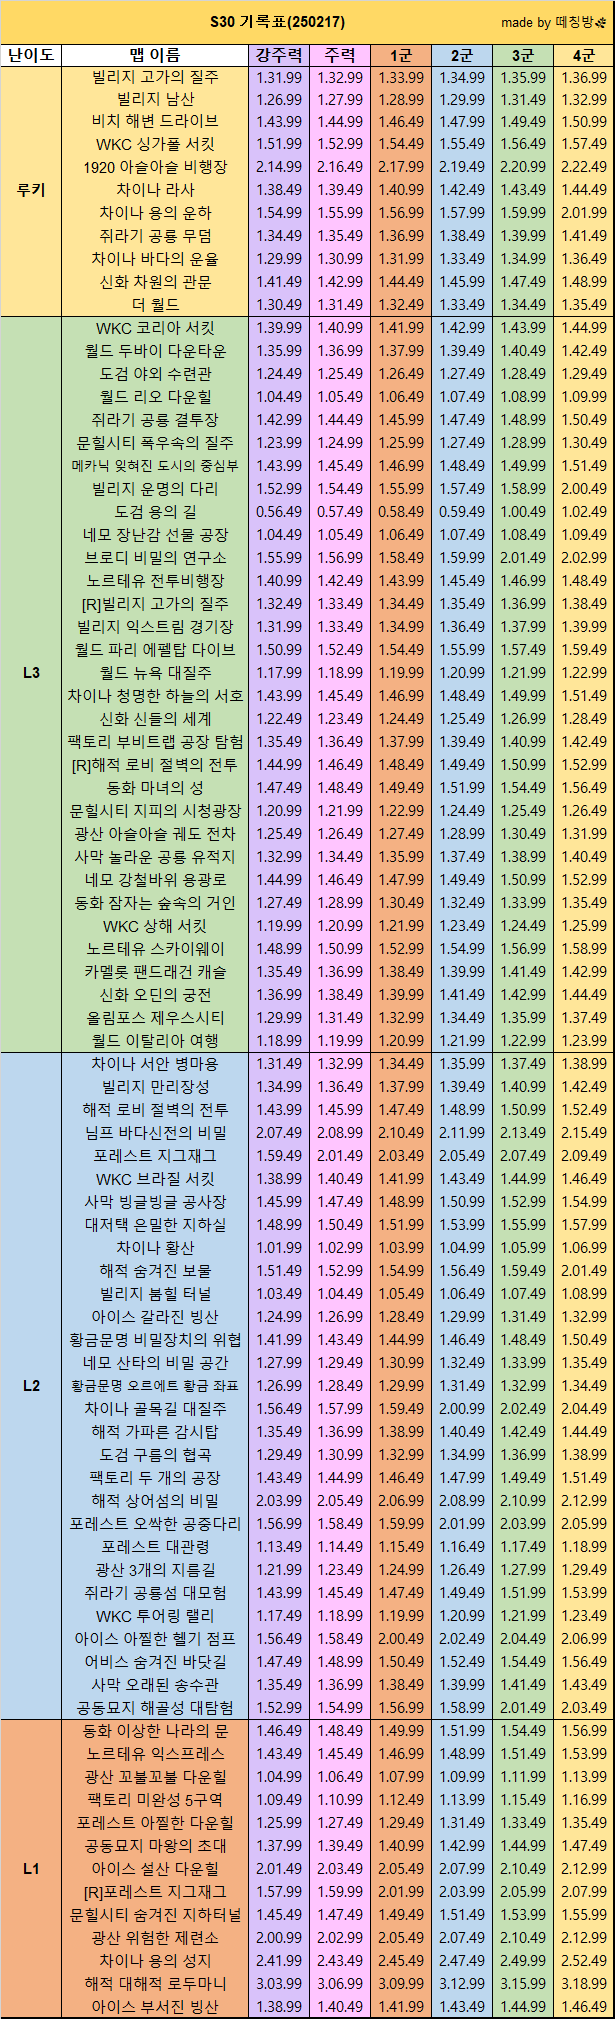 S30 기록표(250217) made by 떼칭방
난이도 맵 이름 강주력 주력 1군 2군 3군 4군
루키
빌리지 고가의 질주 1.31.99 1.32.99 1.33.99 1.34.99 1.35.99 1.36.99
빌리지 남산 1.26.99 1.27.99 1.28.99 1.29.99 1.31.49 1.32.99
비치 해변 드라이브 1.43.99 1.44.99 1.46.49 1.47.99 1.49.49 1.50.99
WKC 싱가폴 서킷 1.51.99 1.52.99 1.54.49 1.55.49 1.56.49 1.57.49
1920 아슬아슬 비행장 2.14.99 2.16.49 2.17.99 2.19.49 2.20.99 2.22.49
차이나 라사 1.38.49 1.39.49 1.40.99 1.42.49 1.43.49 1.44.49
차이나 용의 운하 1.54.99 1.55.99 1.56.99 1.57.99 1.59.99 2.01.99
쥐라기 공룡 무덤 1.34.49 1.35.49 1.36.99 1.38.49 1.39.99 1.41.49
차이나 바다의 운율 1.29.99 1.30.99 1.31.99 1.33.49 1.34.99 1.36.49
신화 차원의 관문 1.41.49 1.42.99 1.44.49 1.45.99 1.47.49 1.48.99
더 월드 1.30.49 1.31.49 1.32.49 1.33.49 1.34.49 1.35.49
L3
WKC 코리아 서킷 1.39.99 1.40.99 1.41.99 1.42.99 1.43.99 1.44.99
월드 두바이 다운타운 1.35.99 1.36.99 1.37.99 1.39.49 1.40.49 1.42.49
도검 야외 수련관 1.24.49 1.25.49 1.26.49 1.27.49 1.28.49 1.29.49
월드 리오 다운힐 1.04.49 1.05.49 1.06.49 1.07.49 1.08.99 1.09.99
쥐라기 공룡 결투장 1.42.99 1.44.49 1.45.99 1.47.49 1.48.99 1.50.49
문힐시티 폭우속의 질주 1.23.99 1.24.99 1.25.99 1.27.49 1.28.99 1.30.49
메카닉 잊혀진 도시의 중심부 1.43.99 1.45.49 1.46.99 1.48.49 1.49.99 1.51.49
빌리지 운명의 다리 1.52.99 1.54.49 1.55.99 1.57.49 1.58.99 2.00.49
도검 용의 길 0.56.49 0.57.49 0.58.49 0.59.49 1.00.49 1.02.49
네모 장난감 선물 공장 1.04.49 1.05.49 1.06.49 1.07.49 1.08.49 1.09.49
브로디 비밀의 연구소 1.55.99 1.56.99 1.58.49 1.59.99 2.01.49 2.02.99
노르테유 전투비행장 1.40.99 1.42.49 1.43.99 1.45.49 1.46.99 1.48.49
[R]빌리지 고가의 질주 1.32.49 1.33.49 1.34.49 1.35.49 1.36.99 1.38.49
빌리지 익스트림 경기장 1.31.99 1.33.49 1.34.99 1.36.49 1.37.99 1.39.99
월드 파리 에펠탑 다이브 1.50.99 1.52.49 1.54.49 1.55.99 1.57.49 1.59.49
월드 뉴욕 대질주 1.17.99 1.18.99 1.19.99 1.20.99 1.21.99 1.22.99
차이나 청명한 하늘의 서호 1.43.99 1.45.49 1.46.99 1.48.49 1.49.99 1.51.49
신화 신들의 세계 1.22.49 1.23.49 1.24.49 1.25.49 1.26.99 1.28.49
팩토리 부비트랩 공장 탐험 1.35.49 1.36.49 1.37.99 1.39.49 1.40.99 1.42.49
[R]해적 로비 절벽의 전투 1.44.99 1.46.49 1.48.49 1.49.49 1.50.99 1.52.99
동화 마녀의 성 1.47.49 1.48.49 1.49.49 1.51.99 1.54.49 1.56.49
문힐시티 지피의 시청광장 1.20.99 1.21.99 1.22.99 1.24.49 1.25.49 1.26.49
광산 아슬아슬 궤도 전차 1.25.49 1.26.49 1.27.49 1.28.99 1.30.49 1.31.99
사막 놀라운 공룡 유적지 1.32.99 1.34.49 1.35.99 1.37.49 1.38.99 1.40.49
네모 강철바위 용광로 1.44.99 1.46.49 1.47.99 1.49.49 1.50.99 1.52.99
동화 잠자는 숲속의 거인 1.27.49 1.28.99 1.30.49 1.32.49 1.33.99 1.35.49
WKC 상해 서킷 1.19.99 1.20.99 1.21.99 1.23.49 1.24.49 1.25.99
노르테유 스카이웨이 1.48.99 1.50.99 1.52.99 1.54.99 1.56.99 1.58.99
카멜롯 팬드래건 캐슬 1.35.49 1.36.99 1.38.49 1.39.99 1.41.49 1.42.99
신화 오딘의 궁전 1.36.99 1.38.49 1.39.99 1.41.49 1.42.99 1.44.49
올림포스 제우스시티 1.29.99 1.31.49 1.32.99 1.34.49 1.35.99 1.37.49
월드 이탈리아 여행 1.18.99 1.19.99 1.20.99 1.21.99 1.22.99 1.23.99
L2
차이나 서안 병마용 1.31.49 1.32.99 1.34.49 1.35.99 1.37.49 1.38.99
빌리지 만리장성 1.34.99 1.36.49 1.37.99 1.39.49 1.40.99 1.42.49
해적 로비 절벽의 전투 1.43.99 1.45.99 1.47.49 1.48.99 1.50.99 1.52.49
님프 바다신전의 비밀 2.07.49 2.08.99 2.10.49 2.11.99 2.13.49 2.15.49
포레스트 지그재그 1.59.49 2.01.49 2.03.49 2.05.49 2.07.49 2.09.49
WKC 브라질 서킷 1.38.99 1.40.49 1.41.99 1.43.49 1.44.99 1.46.49
사막 빙글빙글 공사장 1.45.99 1.47.49 1.48.99 1.50.99 1.52.99 1.54.99
대저택 은밀한 지하실 1.48.99 1.50.49 1.51.99 1.53.99 1.55.99 1.57.99
차이나 황산 1.01.99 1.02.99 1.03.99 1.04.99 1.05.99 1.06.99
해적 숨겨진 보물 1.51.49 1.52.99 1.54.99 1.56.49 1.59.49 2.01.49
빌리지 붐힐 터널 1.03.49 1.04.49 1.05.49 1.06.49 1.07.49 1.08.99
아이스 갈라진 빙산 1.24.99 1.26.99 1.28.49 1.29.99 1.31.49 1.32.99
황금문명 비밀장치의 위협 1.41.99 1.43.49 1.44.99 1.46.49 1.48.49 1.50.49
네모 산타의 비밀 공간 1.27.99 1.29.49 1.30.99 1.32.49 1.33.99 1.35.49
황금문명 오르에트 황금 좌표 1.26.99 1.28.49 1.29.99 1.31.49 1.32.99 1.34.49
차이나 골목길 대질주 1.56.49 1.57.99 1.59.49 2.00.99 2.02.49 2.04.49
해적 가파른 감시탑 1.35.49 1.36.99 1.38.99 1.40.49 1.42.49 1.44.49
도검 구름의 협곡 1.29.49 1.30.99 1.32.99 1.34.99 1.36.99 1.38.99
팩토리 두 개의 공장 1.43.49 1.44.99 1.46.49 1.47.99 1.49.49 1.51.49
해적 상어섬의 비밀 2.03.99 2.05.49 2.06.99 2.08.99 2.10.99 2.12.99
포레스트 오싹한 공중다리 1.56.99 1.58.49 1.59.99 2.01.99 2.03.99 2.05.99
포레스트 대관령 1.13.49 1.14.49 1.15.49 1.16.49 1.17.49 1.18.99
광산 3개의 지름길 1.21.99 1.23.49 1.24.99 1.26.49 1.27.99 1.29.49
쥐라기 공룡섬 대모험 1.43.99 1.45.49 1.47.49 1.49.49 1.51.99 1.53.99
WKC 투어링 랠리 1.17.49 1.18.99 1.19.99 1.20.99 1.21.99 1.23.49
아이스 아찔한 헬기 점프 1.56.49 1.58.49 2.00.49 2.02.49 2.04.49 2.06.99
어비스 숨겨진 바닷길 1.47.49 1.48.99 1.50.49 1.52.49 1.54.49 1.56.49
사막 오래된 송수관 1.35.49 1.36.99 1.38.49 1.39.99 1.41.49 1.43.49
공동묘지 해골성 대탐험 1.52.99 1.54.99 1.56.99 1.58.99 2.01.49 2.03.49
L1
동화 이상한 나라의 문 1.46.49 1.48.49 1.49.99 1.51.99 1.54.49 1.56.99
노르테유 익스프레스 1.43.49 1.45.49 1.46.99 1.48.99 1.51.49 1.53.99
광산 꼬불꼬불 다운힐 1.04.99 1.06.49 1.07.99 1.09.99 1.11.99 1.13.99
팩토리 미완성 5구역 1.09.49 1.10.99 1.12.49 1.13.99 1.15.49 1.16.99
포레스트 아찔한 다운힐 1.25.99 1.27.49 1.29.49 1.31.49 1.33.49 1.35.49
공동묘지 마왕의 초대 1.37.99 1.39.49 1.40.99 1.42.99 1.44.99 1.47.49
아이스 설산 다운힐 2.01.49 2.03.49 2.05.49 2.07.99 2.10.49 2.12.99
[R]포레스트 지그재그 1.57.99 1.59.99 2.01.99 2.03.99 2.05.99 2.07.99
문힐시티 숨겨진 지하터널 1.45.49 1.47.49 1.49.49 1.51.49 1.53.99 1.55.99
광산 위험한 제련소 2.00.99 2.02.99 2.05.49 2.07.49 2.10.49 2.12.99
차이나 용의 성지 2.41.99 2.43.49 2.45.49 2.47.49 2.49.99 2.52.49
해적 대해적 로두마니 3.03.99 3.06.99 3.09.99 3.12.99 3.15.99 3.18.99
아이스 부서진 빙산 1.38.99 1.40.49 1.41.99 1.43.49 1.44.99 1.46.49